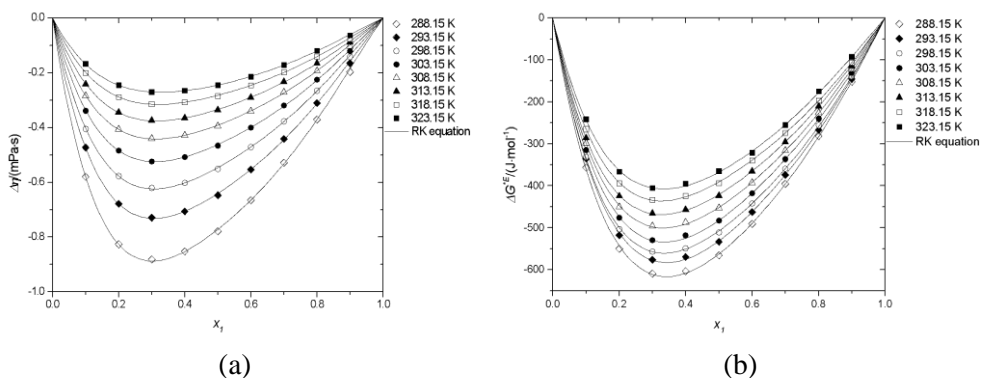 0.0
-0.2
-0.4
-0.6
-0.8
-1.0
0.0 0.2 0.4 0.6 0.8 1.0
Δη/(mPa·s)
x₁
288.15 K
293.15 K
298.15 K
303.15 K
308.15 K
313.15 K
318.15 K
323.15 K
RK equation
(a)
0
-100
-200
-300
-400
-500
-600
0.0 0.2 0.4 0.6 0.8 1.0
ΔG*ᴱ/(J·mol⁻¹)
x₁
288.15 K
293.15 K
298.15 K
303.15 K
308.15 K
313.15 K
318.15 K
323.15 K
RK equation
(b)